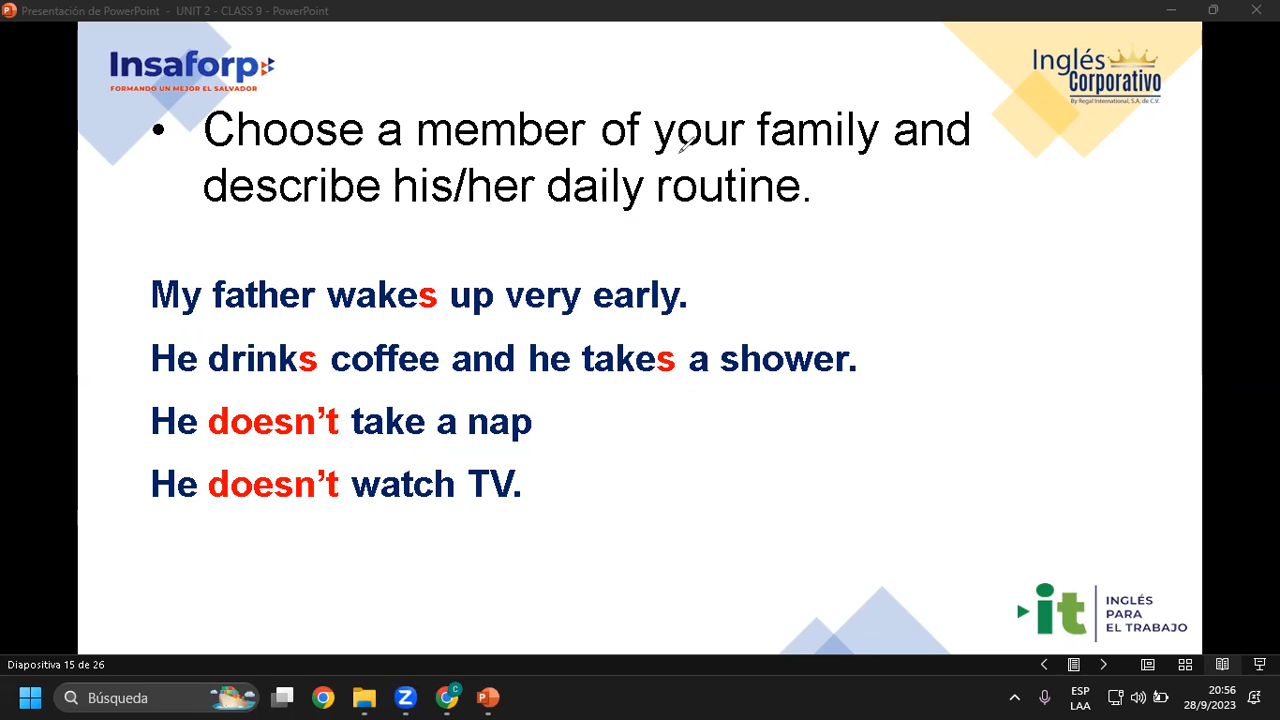 Presentación de PowerPoint - UNIT 2 - CLASS 9 - PowerPoint
Insaforp
FORMANDO UN MEJOR EL SALVADOR
Inglés
Corporativo
By Regal International, S.A. de C.V.
• Choose a member of your family and
describe his/her daily routine.
My father wakes up very early.
He drinks coffee and he takes a shower.
He doesn’t take a nap
He doesn’t watch TV.
it
INGLÉS
PARA
EL TRABAJO
Diapositiva 15 de 26
Búsqueda
ESP
LAA
20:56
28/9/2023